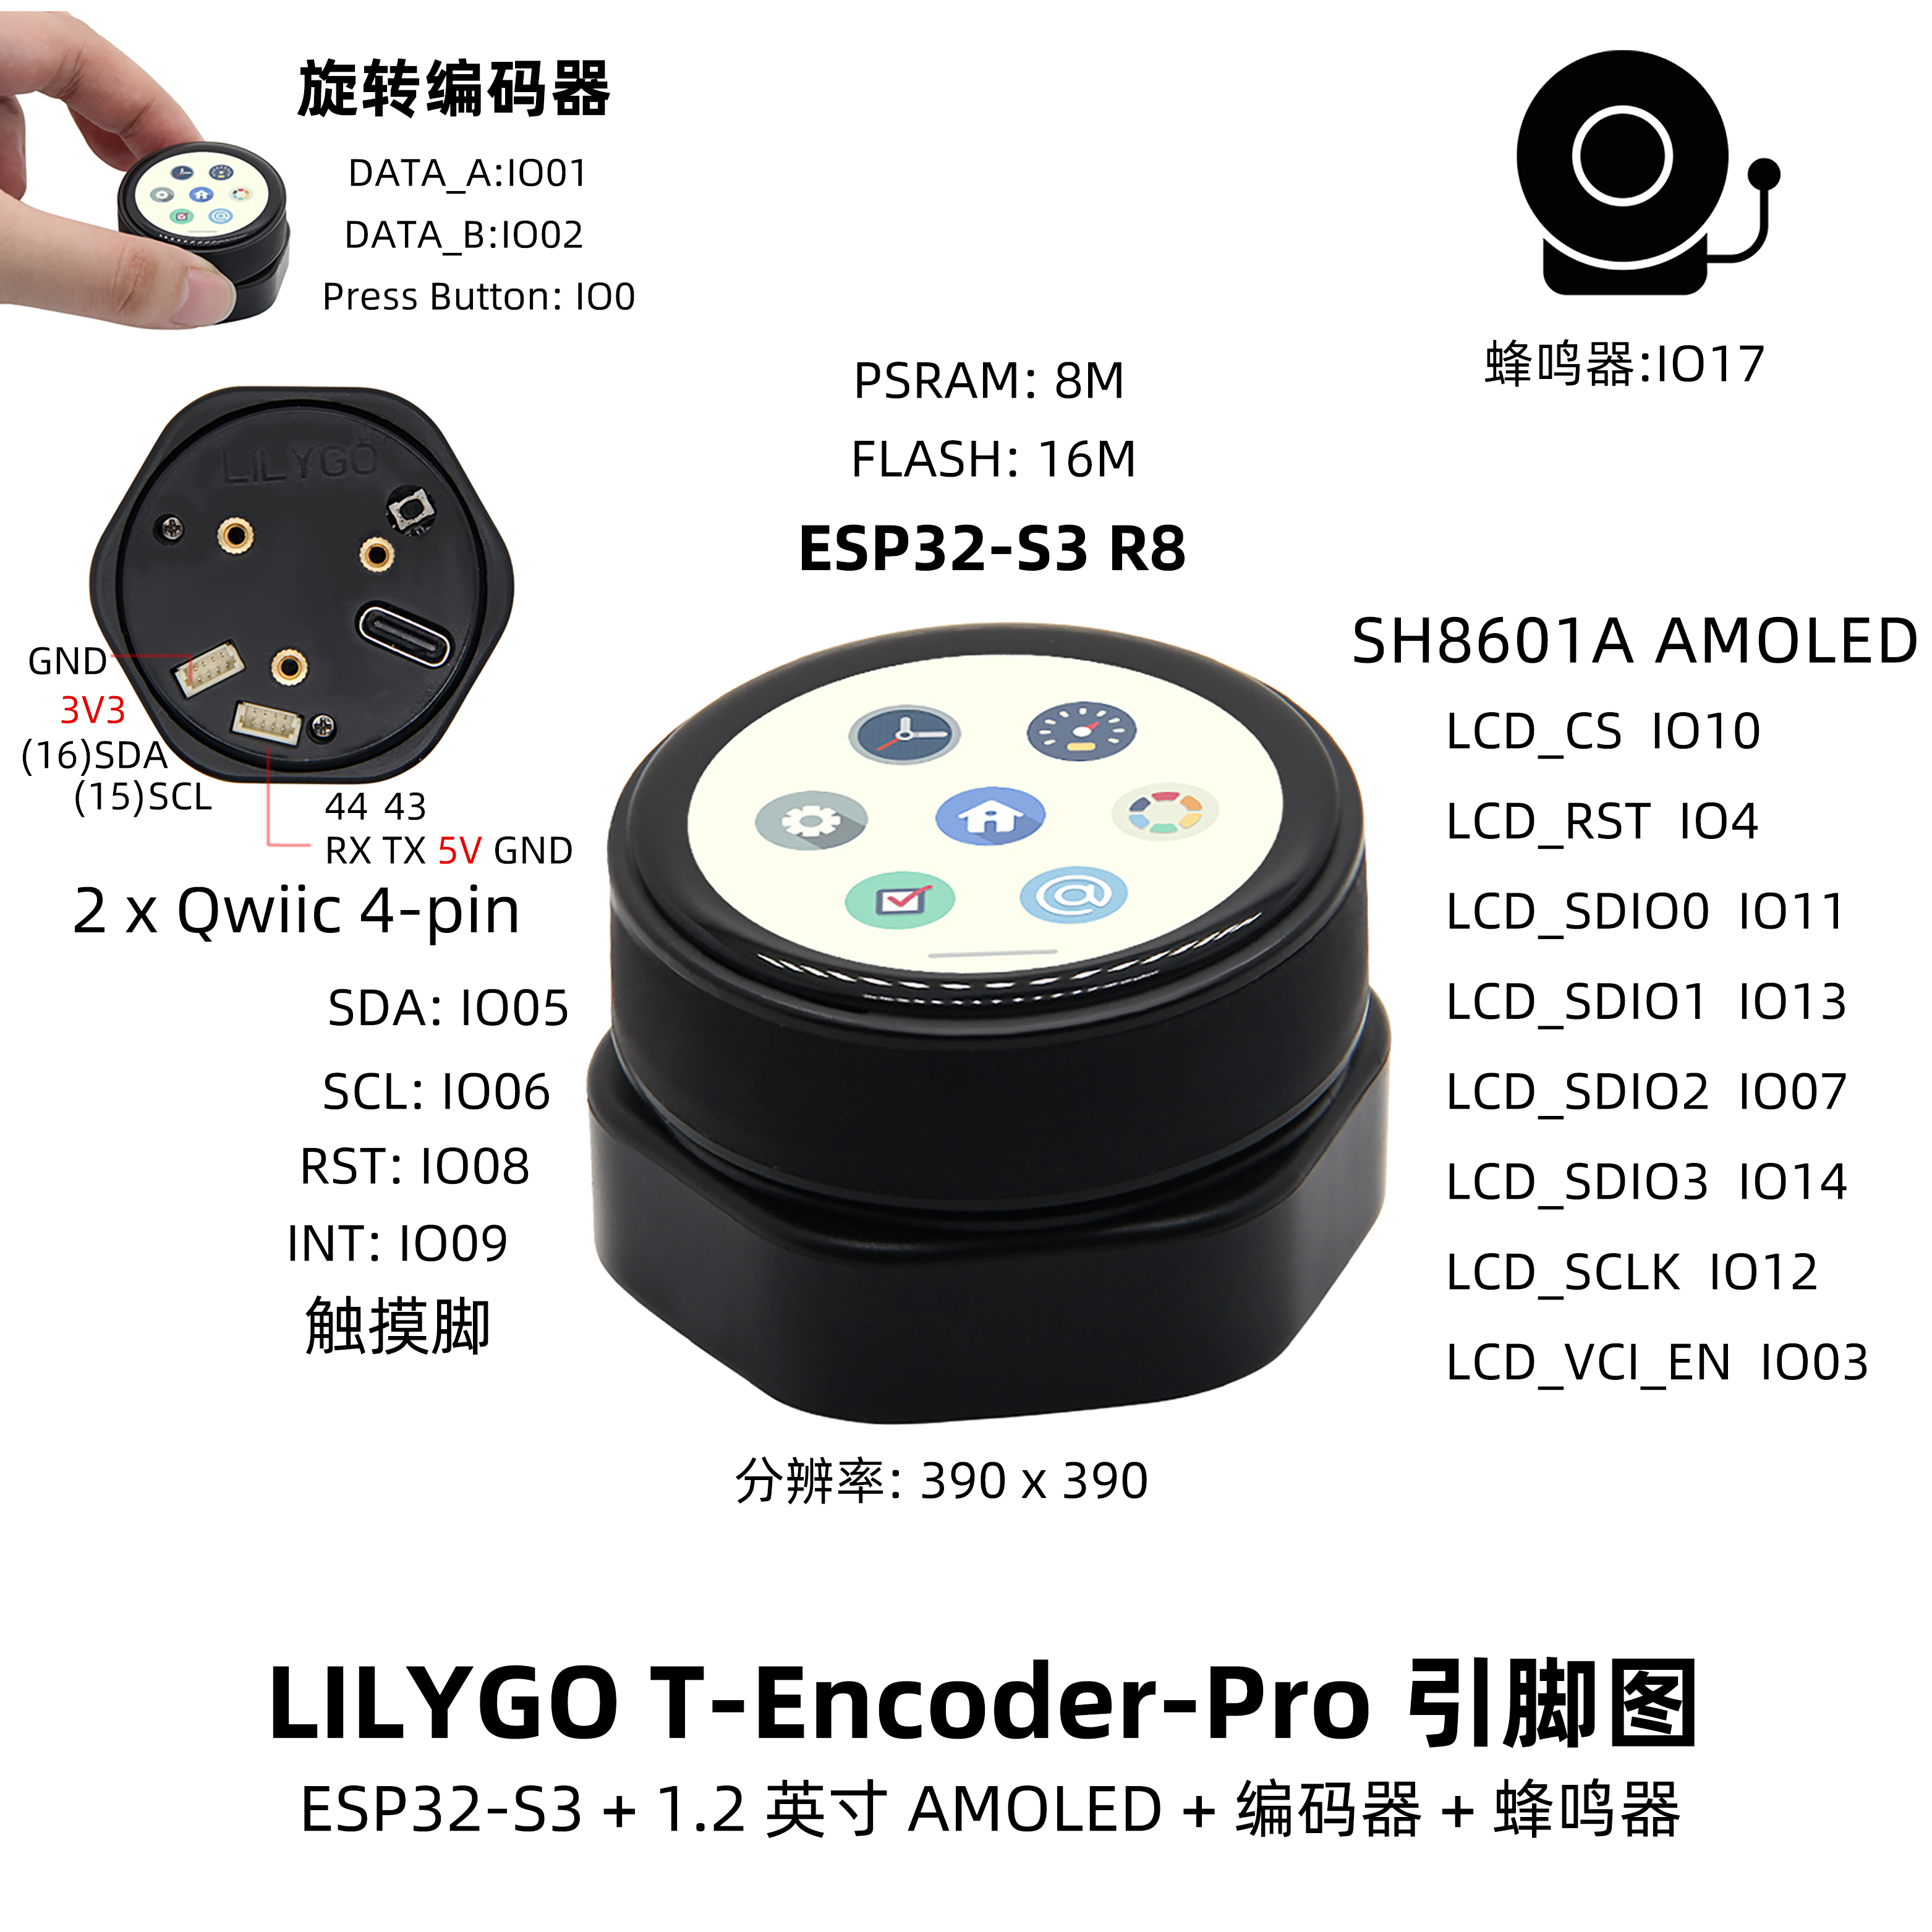 旋转编码器
DATA_A:IO01
DATA_B:IO02
Press Button: IO0
蜂鸣器:IO17
PSRAM: 8M
FLASH: 16M
ESP32-S3 R8
LILYGO
GND
3V3
(16)SDA
(15)SCL
44 43
RX TX 5V GND
2 x Qwiic 4-pin
SDA: IO05
SCL: IO06
RST: IO08
INT: IO09
触摸脚
SH8601A AMOLED
LCD_CS IO10
LCD_RST IO4
LCD_SDIO0 IO11
LCD_SDIO1 IO13
LCD_SDIO2 IO07
LCD_SDIO3 IO14
LCD_SCLK IO12
LCD_VCI_EN IO03
分辨率: 390 x 390
LILYGO T-Encoder-Pro 引脚图
ESP32-S3 + 1.2 英寸 AMOLED + 编码器 + 蜂鸣器